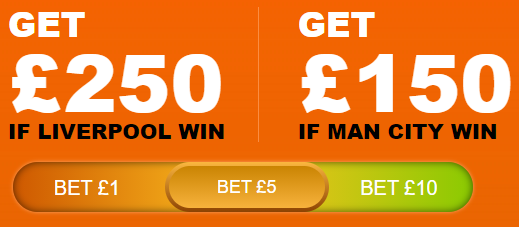 GET
£250
IF LIVERPOOL WIN
GET
£150
IF MAN CITY WIN
BET £1
BET £5
BET £10